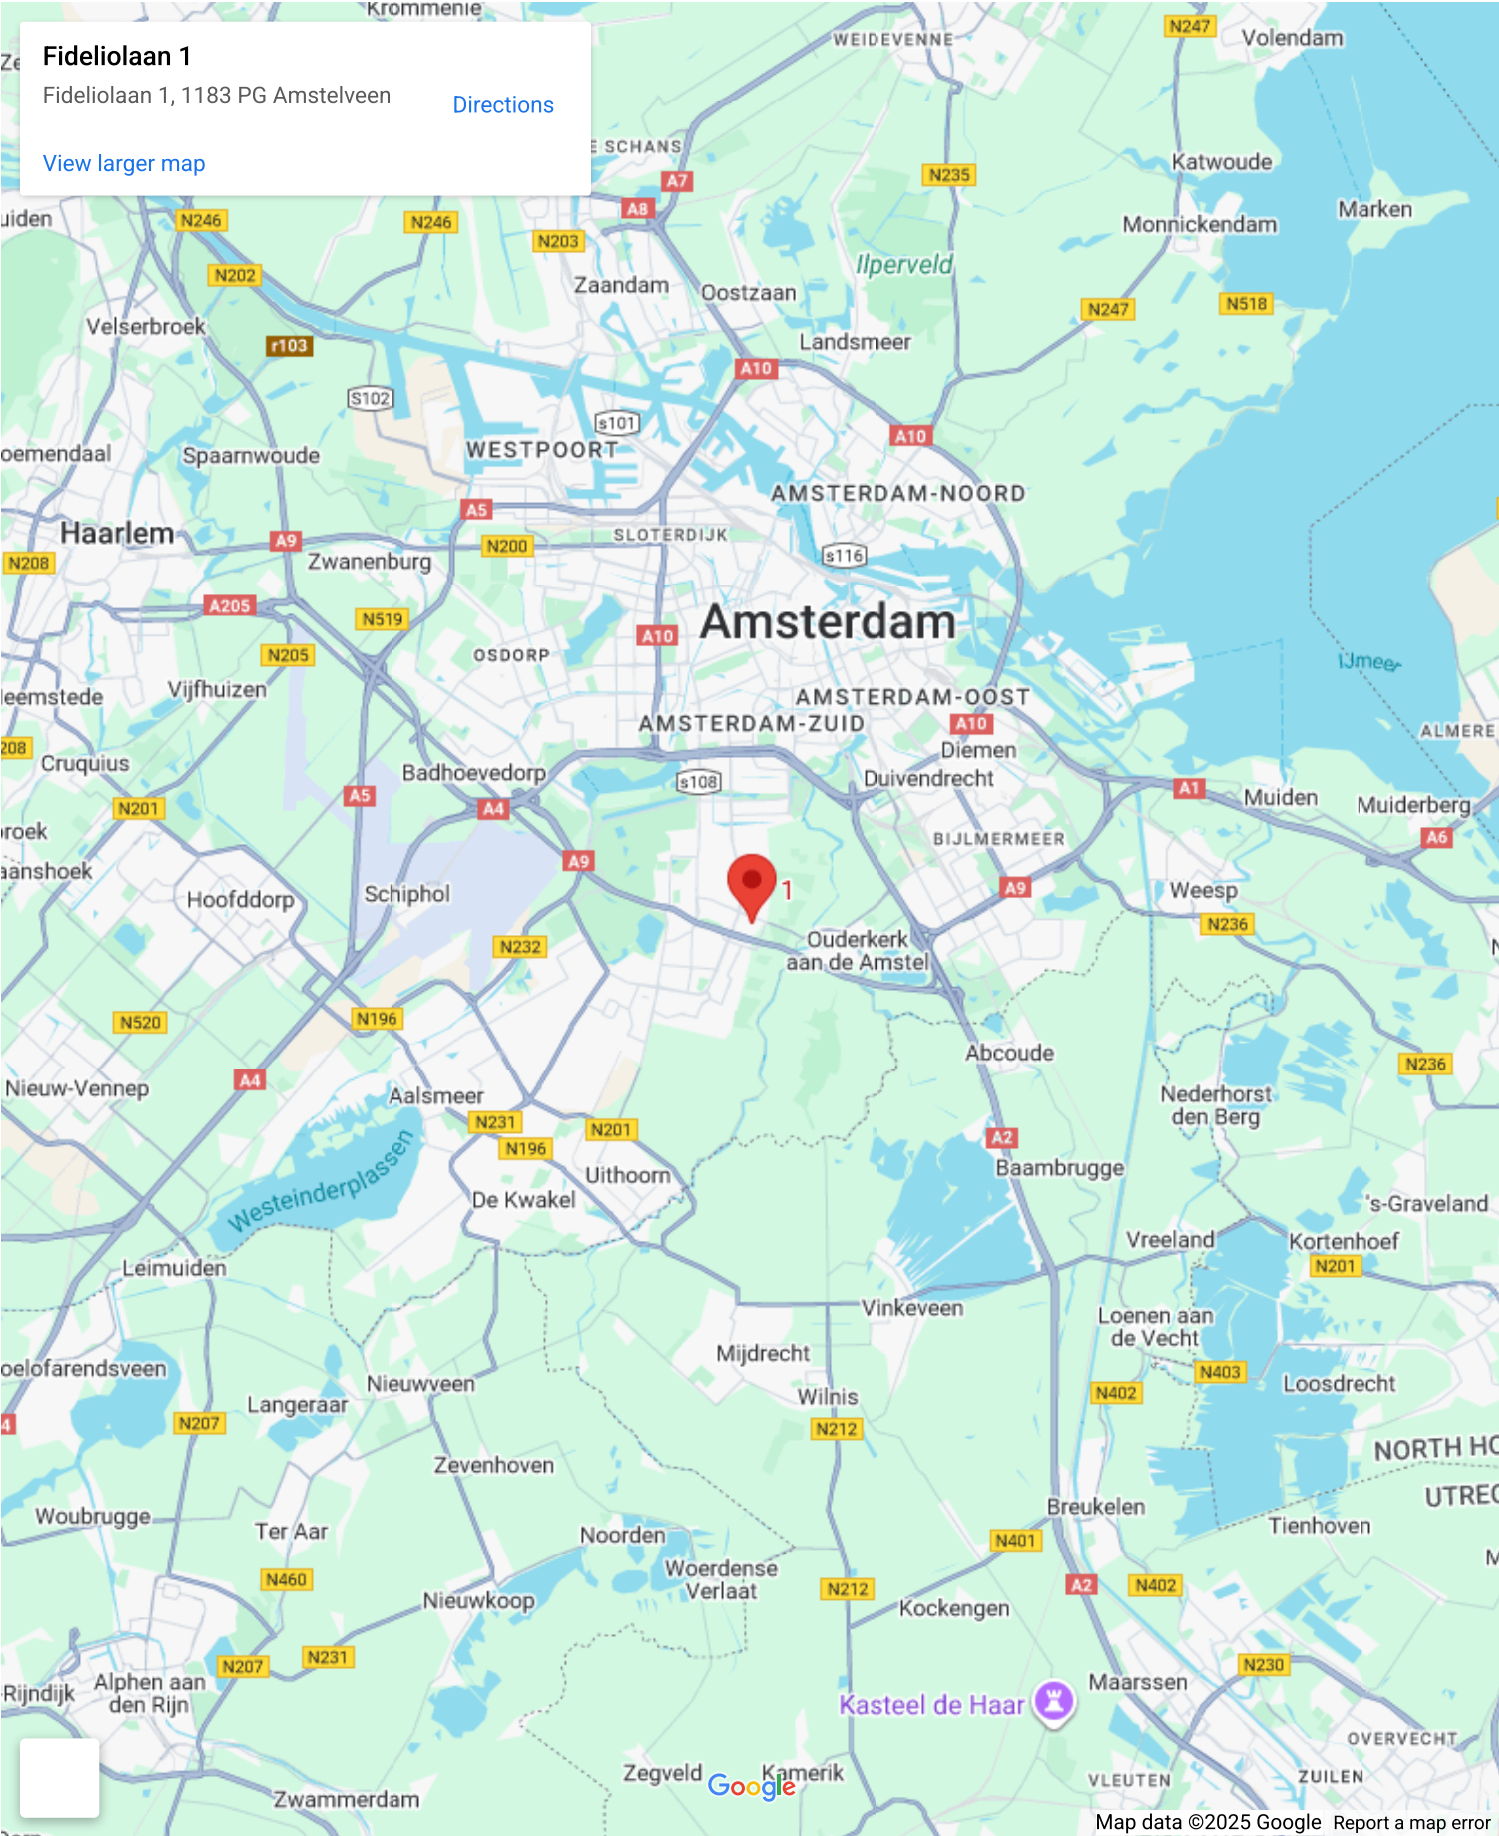 Krommenie
Fideliolaan 1
Fideliolaan 1, 1183 PG Amstelveen
Directions
View larger map
WEIDEVENNE
N247
Volendam
SCHANS
A7
N235
Katwoude
A8
Marken
N246
N246
N203
Monnickendam
Ilperveld
N202
Zaandam
Oostzaan
N247
N518
Velserbroek
r103
Landsmeer
A10
S102
s101
A10
WESTPOORT
Spaarnwoude
AMSTERDAM-NOORD
A5
Haarlem
SLOTERDIJK
A9
N200
s116
N208
Zwanenburg
A205
N519
Amsterdam
A10
N205
OSDORP
IJmeer
Vijfhuizen
AMSTERDAM-OOST
AMSTERDAM-ZUID
A10
ALMERE
Diemen
208
Cruquius
Badhoevedorp
s108
Duivendrecht
A5
A4
N201
A1
Muiden
Muiderberg
A6
BIJLMERMEER
A9
Schiphol
Hoofddorp
1
A9
Weesp
N236
N232
Ouderkerk
aan de Amstel
N520
N196
Abcoude
N236
A4
Nieuw-Vennep
Aalsmeer
Nederhorst
den Berg
N231
N201
N196
A2
Westeinderplassen
Uithoorn
Baambrugge
De Kwakel
's-Graveland
Vreeland
Kortenhoef
N201
Leimuiden
Vinkeveen
Loenen aan
de Vecht
Mijdrecht
N403
Nieuwveen
Loosdrecht
N402
Langeraar
Wilnis
4
N207
N212
NORTH HO
Zevenhoven
UTREC
Woubrugge
Breukelen
Ter Aar
Noorden
Tienhoven
N401
Woerdense
Verlaat
N460
N212
A2
N402
Nieuwkoop
Kockengen
N231
N207
N230
Alphen aan
den Rijn
Rijndijk
Maarssen
Kasteel de Haar
OVERVECHT
Zegveld
Kamerik
Google
VLEUTEN
ZUILEN
Zwammerdam
Map data ©2025 Google
Report a map error